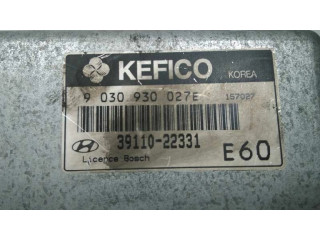 KEFICO KOREA
9 030 930 027E 157027
39110-22331
Licence Bosch E60